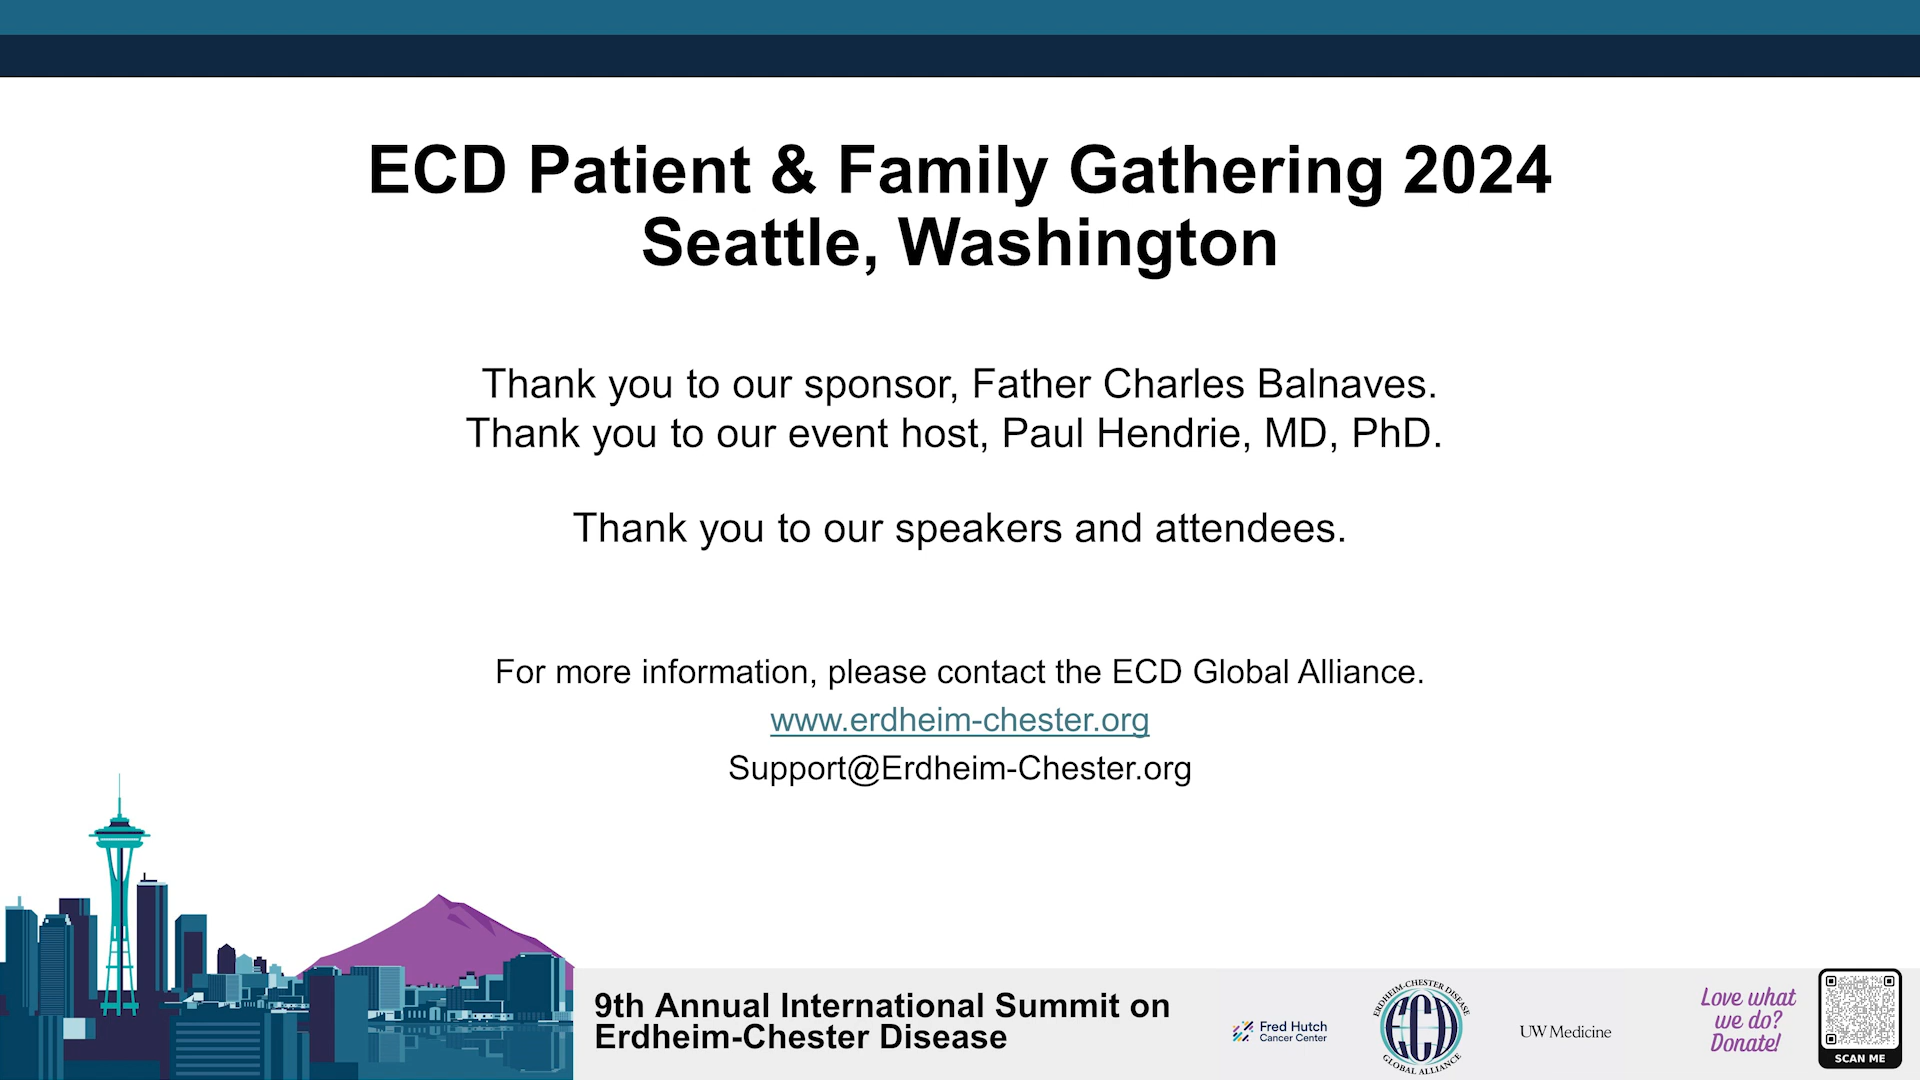 ECD Patient & Family Gathering 2024
Seattle, Washington
Thank you to our sponsor, Father Charles Balnaves.
Thank you to our event host, Paul Hendrie, MD, PhD.
Thank you to our speakers and attendees.
For more information, please contact the ECD Global Alliance.
www.erdheim-chester.org
Support@Erdheim-Chester.org
9th Annual International Summit on
Erdheim-Chester Disease
Fred Hutch
Cancer Center
ERDHEIM-CHESTER DISEASE
ECD
GLOBAL ALLIANCE
UW Medicine
Love what
we do?
Donate!
SCAN ME